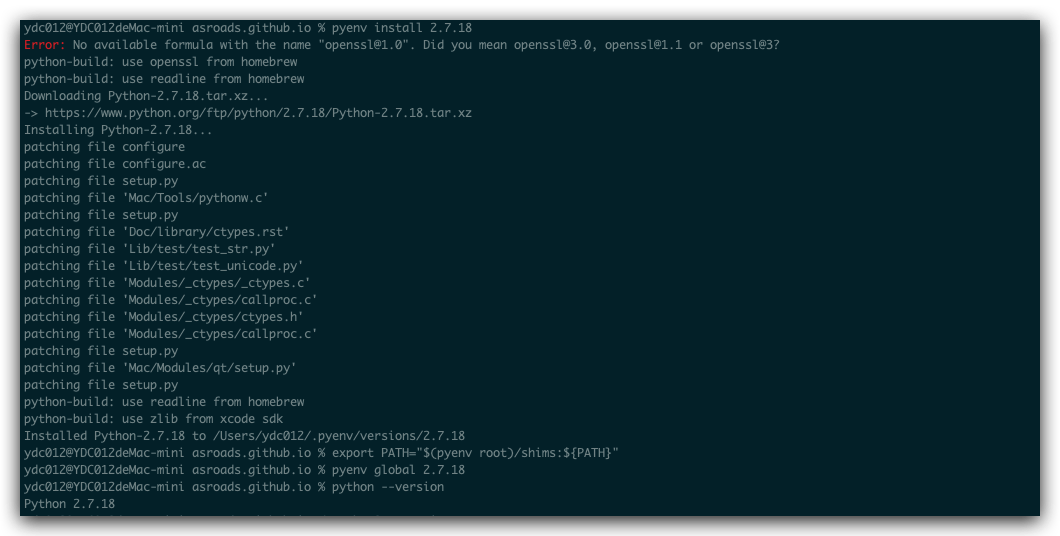 ydc012@YDC012deMac-mini asroads.github.io % pyenv install 2.7.18
Error: No available formula with the name "openssl@1.0". Did you mean openssl@3.0, openssl@1.1 or openssl@3?
python-build: use openssl from homebrew
python-build: use readline from homebrew
Downloading Python-2.7.18.tar.xz...
-> https://www.python.org/ftp/python/2.7.18/Python-2.7.18.tar.xz
Installing Python-2.7.18...
patching file configure
patching file configure.ac
patching file setup.py
patching file 'Mac/Tools/pythonw.c'
patching file setup.py
patching file 'Doc/library/ctypes.rst'
patching file 'Lib/test/test_str.py'
patching file 'Lib/test/test_unicode.py'
patching file 'Modules/_ctypes/_ctypes.c'
patching file 'Modules/_ctypes/callproc.c'
patching file 'Modules/_ctypes/ctypes.h'
patching file 'Modules/_ctypes/callproc.c'
patching file setup.py
patching file 'Mac/Modules/qt/setup.py'
patching file setup.py
python-build: use readline from homebrew
python-build: use zlib from xcode sdk
Installed Python-2.7.18 to /Users/ydc012/.pyenv/versions/2.7.18
ydc012@YDC012deMac-mini asroads.github.io % export PATH="$(pyenv root)/shims:${PATH}"
ydc012@YDC012deMac-mini asroads.github.io % pyenv global 2.7.18
ydc012@YDC012deMac-mini asroads.github.io % python --version
Python 2.7.18